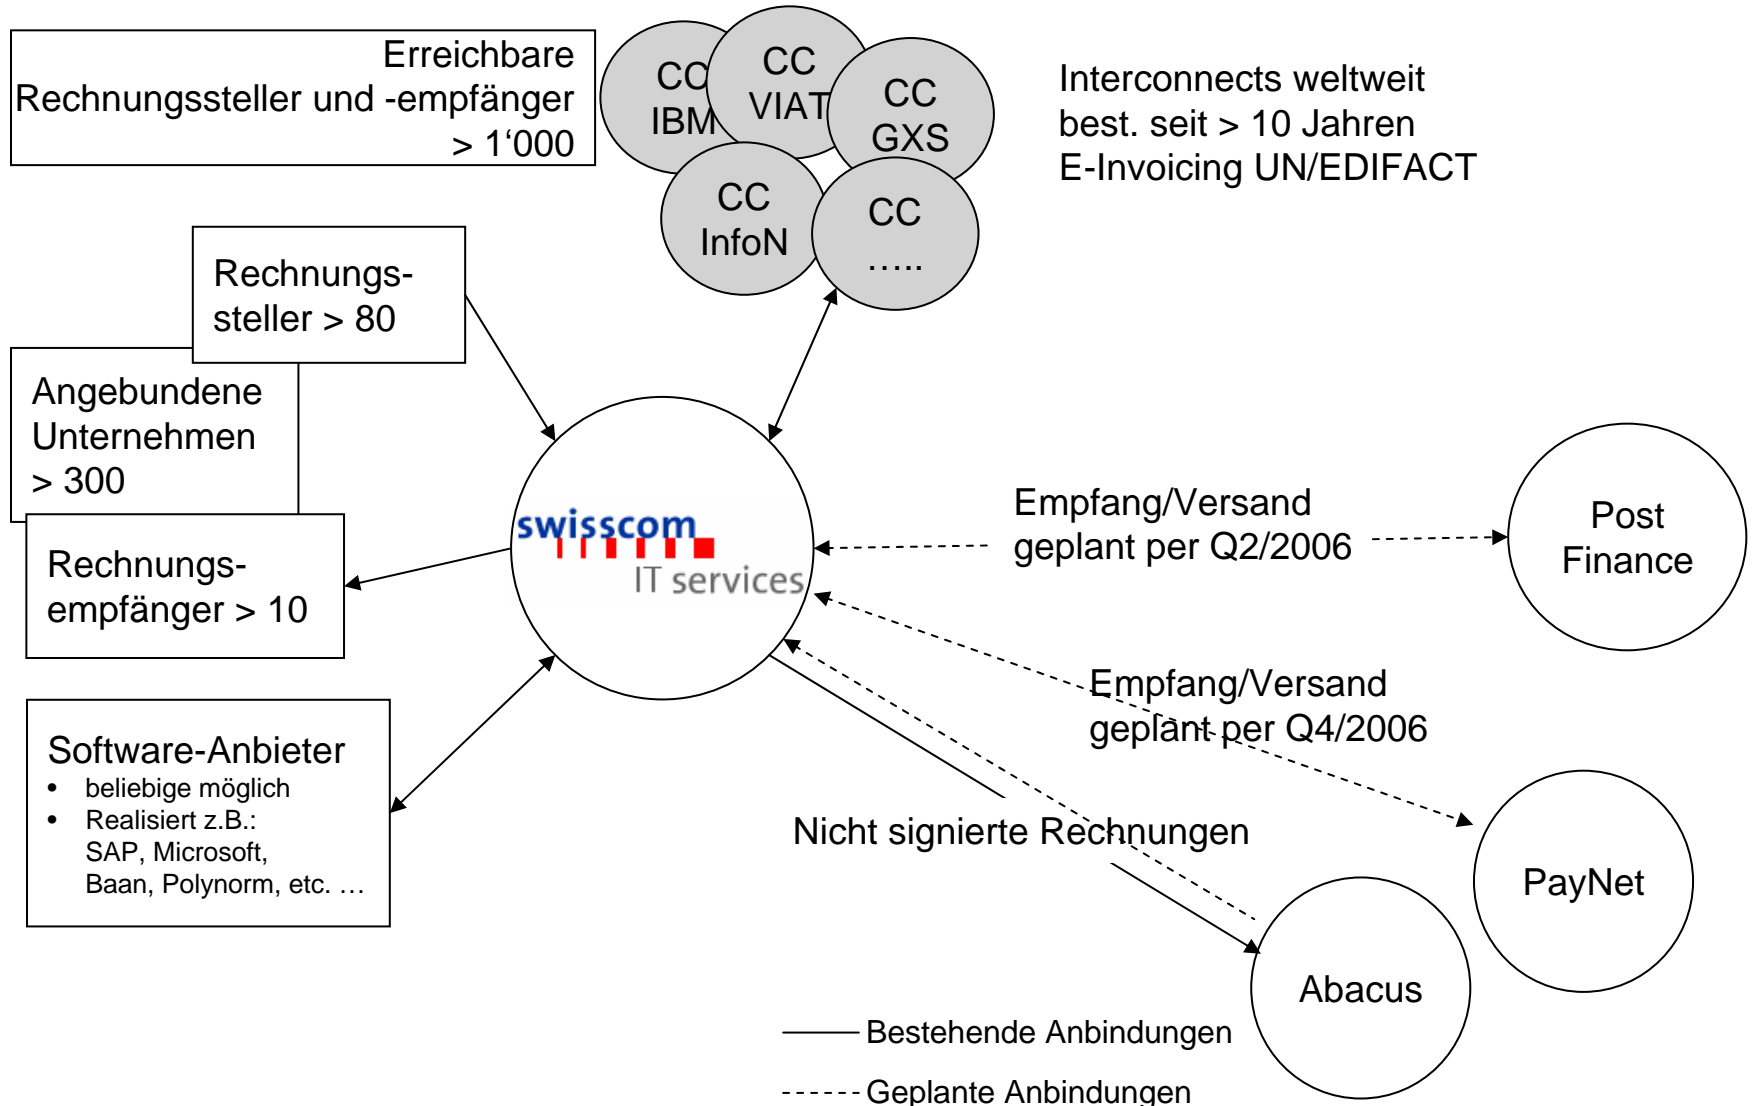 Erreichbare
Rechnungssteller und -empfänger
> 1‘000
CC
IBM
CC
VIAT
CC
GXS
CC
InfoN
CC
…..
Interconnects weltweit
best. seit > 10 Jahren
E-Invoicing UN/EDIFACT
Rechnungs-
steller > 80
Angebundene
Unternehmen
> 300
Rechnungs-
empfänger > 10
swisscom
IT services
Empfang/Versand
geplant per Q2/2006
Post
Finance
Empfang/Versand
geplant per Q4/2006
Software-Anbieter
• beliebige möglich
• Realisiert z.B.:
SAP, Microsoft,
Baan, Polynorm, etc. …
Nicht signierte Rechnungen
PayNet
Abacus
Bestehende Anbindungen
Geplante Anbindungen